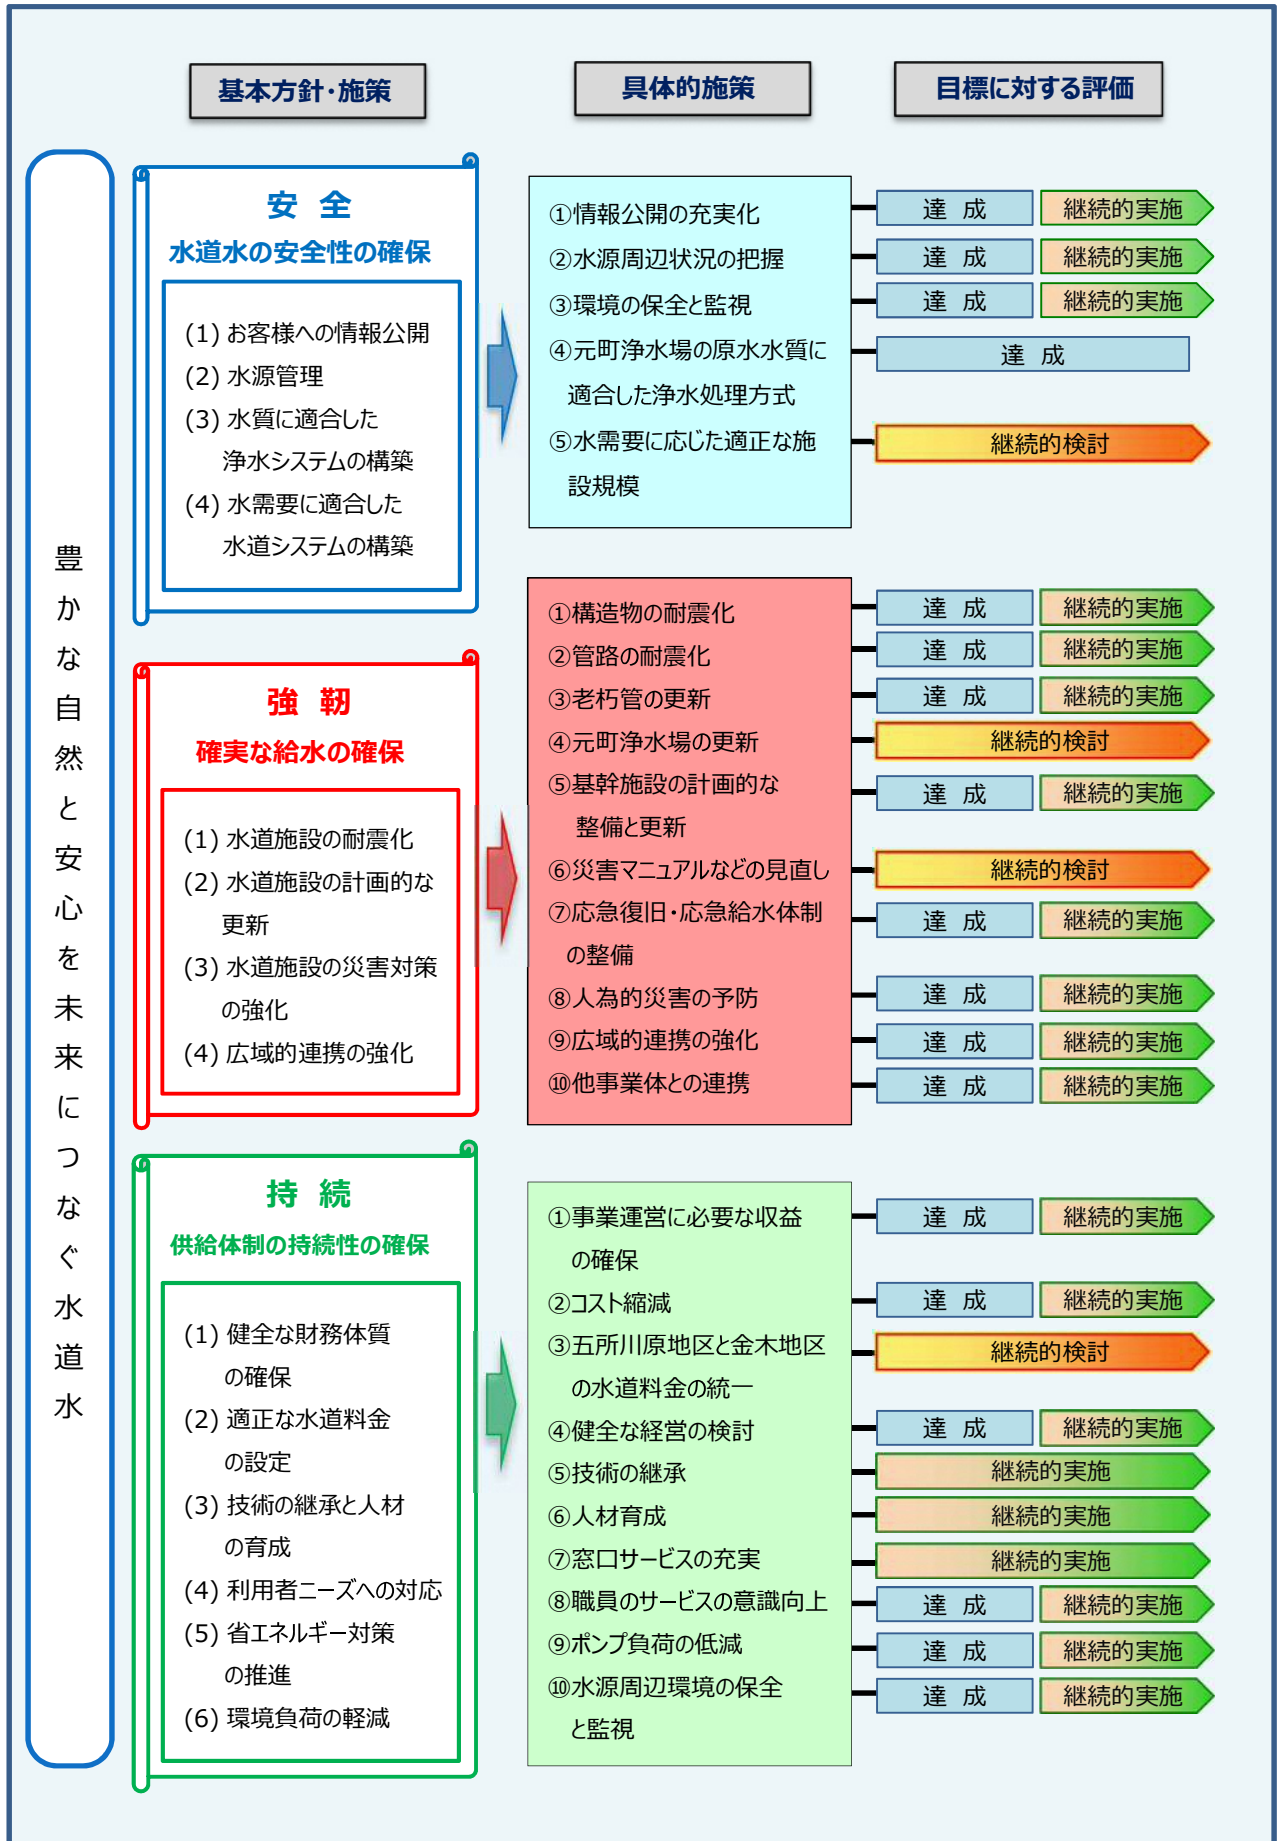 基本方針・施策
具体的施策
目標に対する評価
豊かな自然と安心を未来につなぐ水道水
安 全
水道水の安全性の確保
(1) お客様への情報公開
(2) 水源管理
(3) 水質に適合した
浄水システムの構築
(4) 水需要に適合した
水道システムの構築
①情報公開の充実化
達 成
継続的実施
②水源周辺状況の把握
達 成
継続的実施
③環境の保全と監視
達 成
継続的実施
④元町浄水場の原水水質に
適合した浄水処理方式
達 成
⑤水需要に応じた適正な施
設規模
継続的検討
強 靭
確実な給水の確保
(1) 水道施設の耐震化
(2) 水道施設の計画的な
更新
(3) 水道施設の災害対策
の強化
(4) 広域的連携の強化
①構造物の耐震化
達 成
継続的実施
②管路の耐震化
達 成
継続的実施
③老朽管の更新
達 成
継続的実施
④元町浄水場の更新
継続的検討
⑤基幹施設の計画的な
整備と更新
達 成
継続的実施
⑥災害マニュアルなどの見直し
継続的検討
⑦応急復旧・応急給水体制
の整備
達 成
継続的実施
⑧人為的災害の予防
達 成
継続的実施
⑨広域的連携の強化
達 成
継続的実施
⑩他事業体との連携
達 成
継続的実施
持 続
供給体制の持続性の確保
(1) 健全な財務体質
の確保
(2) 適正な水道料金
の設定
(3) 技術の継承と人材
の育成
(4) 利用者ニーズへの対応
(5) 省エネルギー対策
の推進
(6) 環境負荷の軽減
①事業運営に必要な収益
の確保
達 成
継続的実施
②コスト縮減
達 成
継続的実施
③五所川原地区と金木地区
の水道料金の統一
継続的検討
④健全な経営の検討
達 成
継続的実施
⑤技術の継承
継続的実施
⑥人材育成
継続的実施
⑦窓口サービスの充実
継続的実施
⑧職員のサービスの意識向上
達 成
継続的実施
⑨ポンプ負荷の低減
達 成
継続的実施
⑩水源周辺環境の保全
と監視
達 成
継続的実施